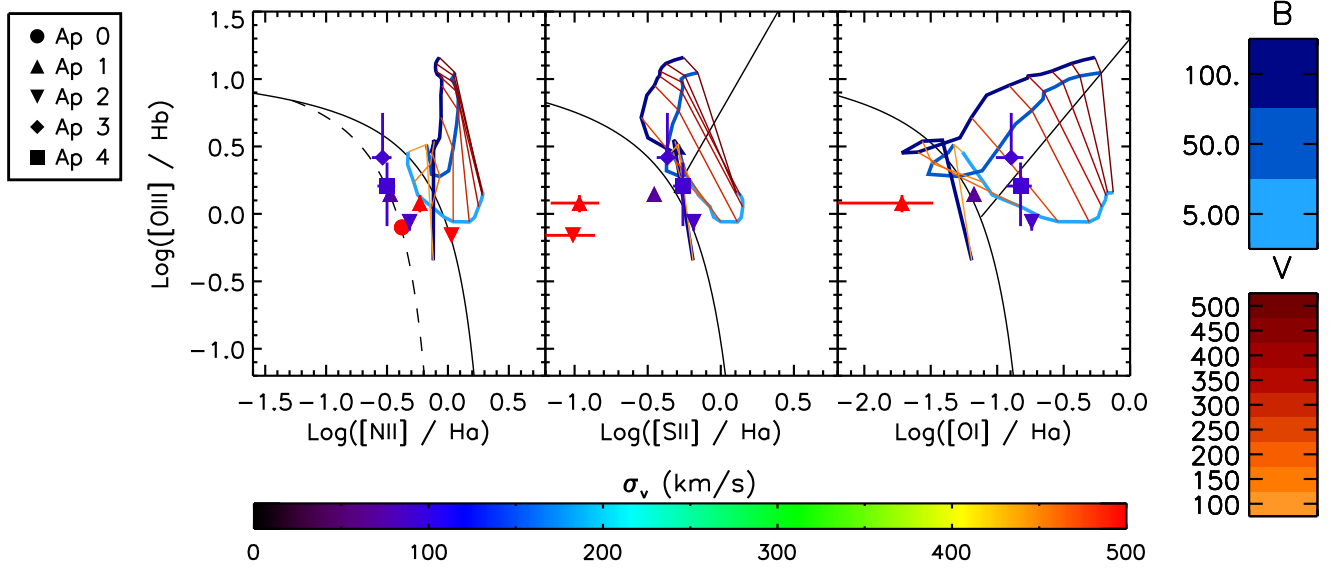 Ap 0
Ap 1
Ap 2
Ap 3
Ap 4
Log([OIII] / Hb)
1.5
1.0
0.5
0.0
−0.5
−1.0
−1.5 −1.0 −0.5 0.0 0.5
Log([NII] / Ha)
−1.0 −0.5 0.0 0.5
Log([SII] / Ha)
−2.0 −1.5 −1.0 −0.5 0.0
Log([OI] / Ha)
B
100.
50.0
5.00
V
500
450
400
350
300
250
200
150
100
σv (km/s)
0 100 200 300 400 500